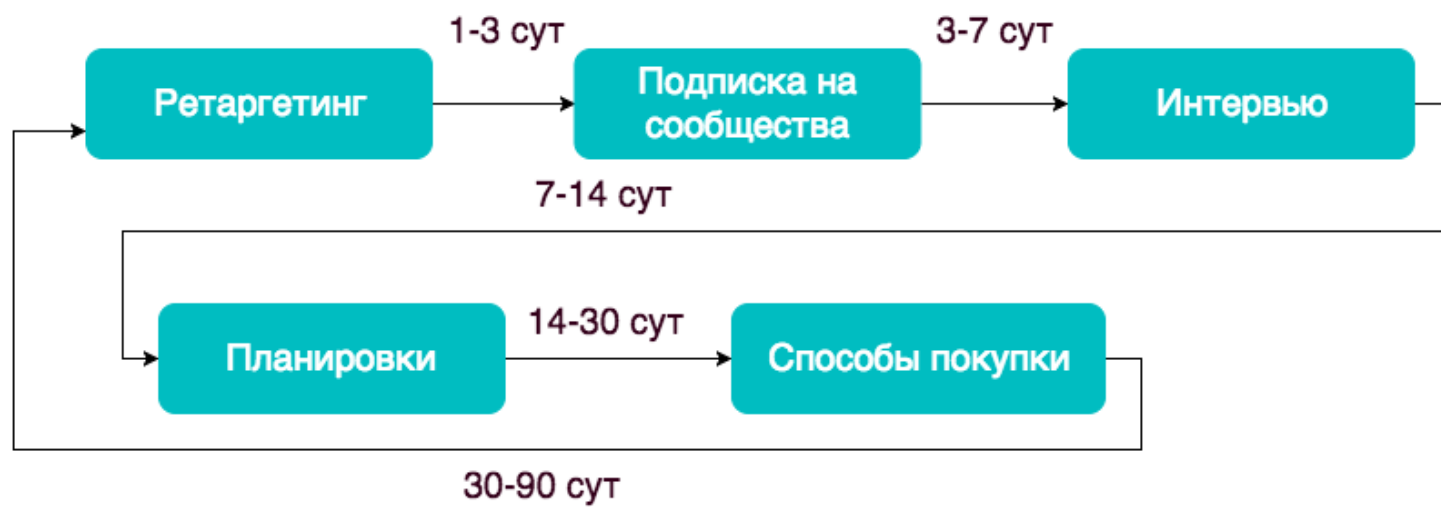 1-3 сут
3-7 сут
Ретаргетинг
Подписка на
сообщества
Интервью
7-14 сут
14-30 сут
Планировки
Способы покупки
30-90 сут